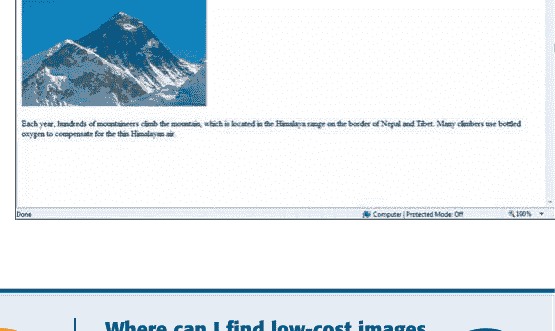 Each year, hundreds of mountaineers climb the mountain, which is located in the Himalaya range on the border of Nepal and Tibet. Many climbers use bottled
oxygen to compensate for the thin Himalayan air.
Done
Computer | Protected Mode: Off
100%
Where can I find low-cost images